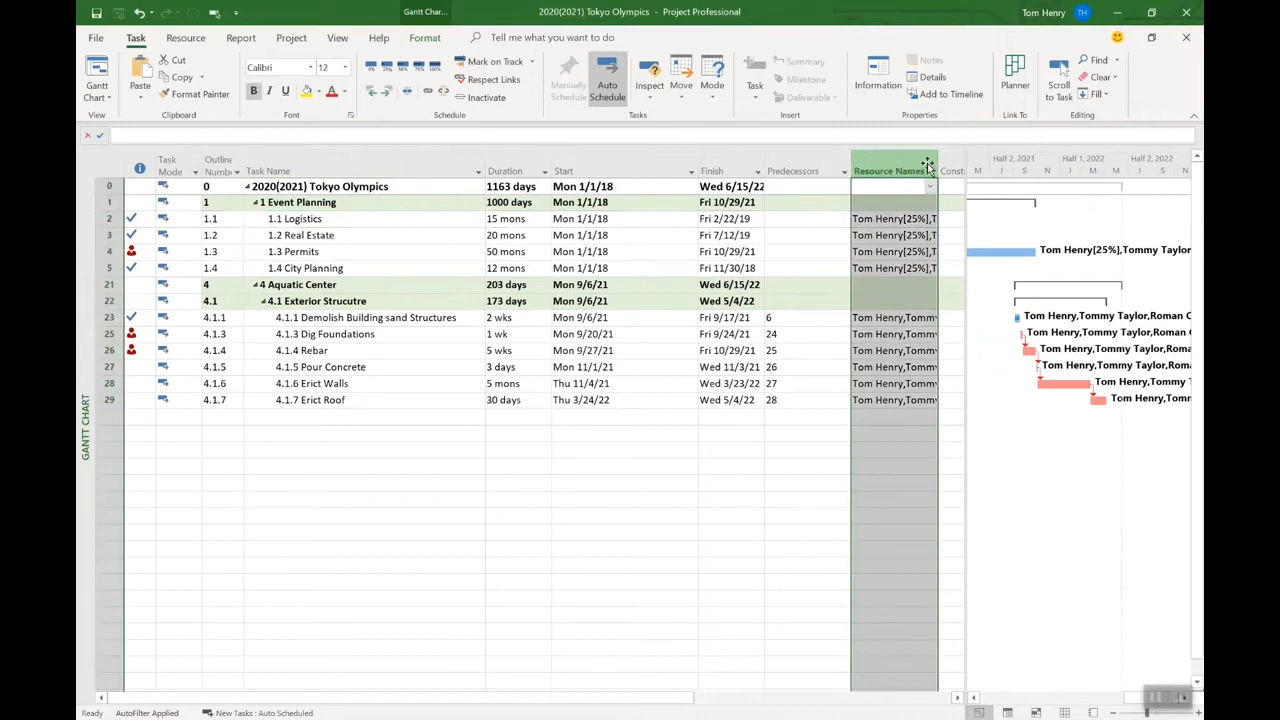 Gantt Char...
2020(2021) Tokyo Olympics - Project Professional
Tom Henry TH
File Task Resource Report Project View Help Format Tell me what you want to do
Gantt Chart View
Paste Cut Copy Format Painter Clipboard
Calibri 12 B I U A Font
0% 25% 50% 75% 100% Mark on Track Respect Links Inactivate Schedule
Manually Schedule Auto Schedule Inspect Move Mode Tasks
Task Summary Milestone Deliverable Insert
Information Notes Details Add to Timeline Properties
Planner Link To
Scroll to Task Find Clear Fill Editing
Task Mode Outline Numb Task Name Duration Start Finish Predecessors Resource Names Const
Half 2, 2021 Half 1, 2022 Half 2, 2022
M J S N J M M J S N
0 0 2020(2021) Tokyo Olympics 1163 days Mon 1/1/18 Wed 6/15/22
1 1 1 Event Planning 1000 days Mon 1/1/18 Fri 10/29/21
2 1.1 1.1 Logistics 15 mons Mon 1/1/18 Fri 2/22/19 Tom Henry[25%],T
3 1.2 1.2 Real Estate 20 mons Mon 1/1/18 Fri 7/12/19 Tom Henry[25%],T
4 1.3 1.3 Permits 50 mons Mon 1/1/18 Fri 10/29/21 Tom Henry[25%],T Tom Henry[25%],Tommy Taylor
5 1.4 1.4 City Planning 12 mons Mon 1/1/18 Fri 11/30/18 Tom Henry[25%],T
21 4 4 Aquatic Center 203 days Mon 9/6/21 Wed 6/15/22
22 4.1 4.1 Exterior Strucutre 173 days Mon 9/6/21 Wed 5/4/22
23 4.1.1 4.1.1 Demolish Building sand Structures 2 wks Mon 9/6/21 Fri 9/17/21 6 Tom Henry,Tommy Tom Henry,Tommy Taylor,Roman C
25 4.1.3 4.1.3 Dig Foundations 1 wk Mon 9/20/21 Fri 9/24/21 24 Tom Henry,Tommy Tom Henry,Tommy Taylor,Roman
26 4.1.4 4.1.4 Rebar 5 wks Mon 9/27/21 Fri 10/29/21 25 Tom Henry,Tommy Tom Henry,Tommy Taylor,Roma
27 4.1.5 4.1.5 Pour Concrete 3 days Mon 11/1/21 Wed 11/3/21 26 Tom Henry,Tommy Tom Henry,Tommy Taylor,Roma
28 4.1.6 4.1.6 Erict Walls 5 mons Thu 11/4/21 Wed 3/23/22 27 Tom Henry,Tommy Tom Henry,Tommy T
29 4.1.7 4.1.7 Erict Roof 30 days Thu 3/24/22 Wed 5/4/22 28 Tom Henry,Tommy Tom Henry,Tomm
GANTT CHART
Ready AutoFilter Applied New Tasks : Auto Scheduled